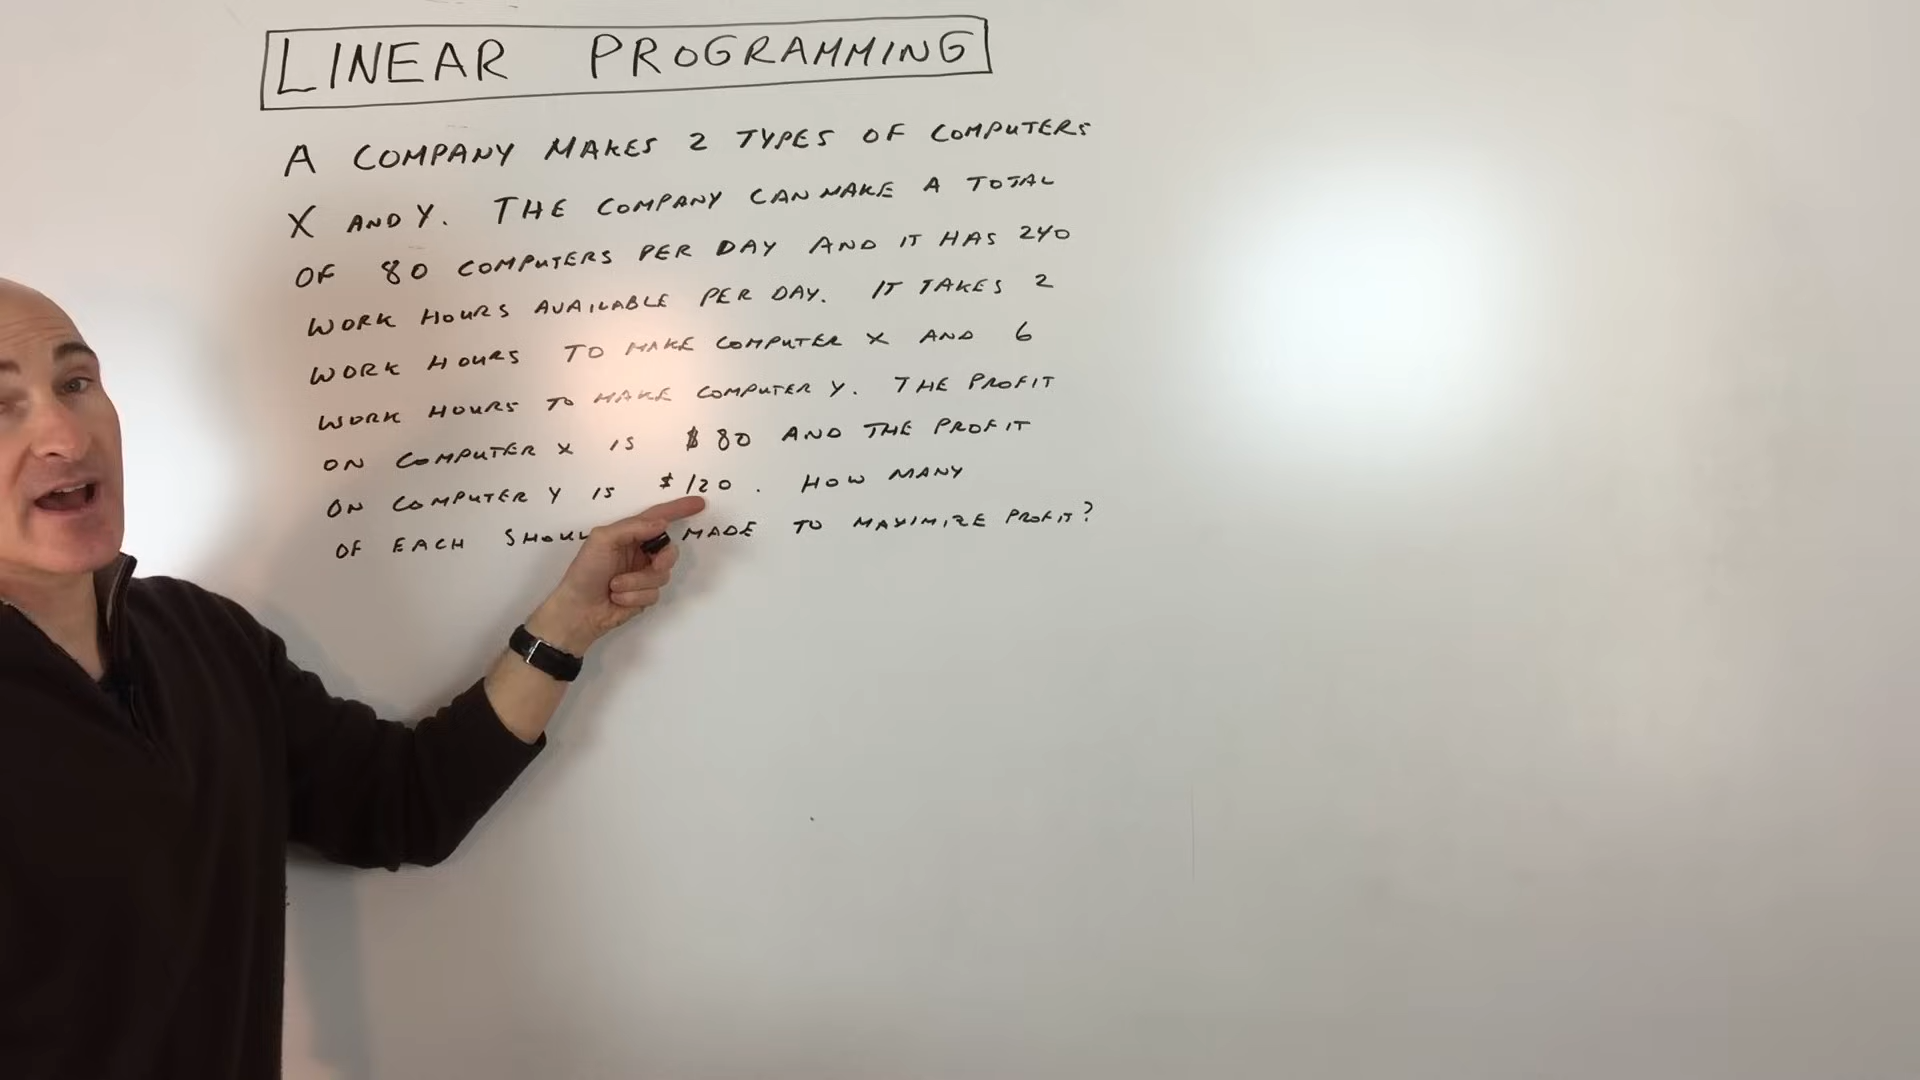 LINEAR PROGRAMMING
A COMPANY MAKES 2 TYPES OF COMPUTERS
X AND Y. THE COMPANY CAN MAKE A TOTAL
OF 80 COMPUTERS PER DAY AND IT HAS 240
WORK HOURS AVAILABLE PER DAY. IT TAKES 2
WORK HOURS TO MAKE COMPUTER X AND 6
WORK HOURS TO MAKE COMPUTER Y. THE PROFIT
ON COMPUTER X IS $80 AND THE PROFIT
ON COMPUTER Y IS $120. HOW MANY
OF EACH MADE TO MAXIMIZE PROFIT?